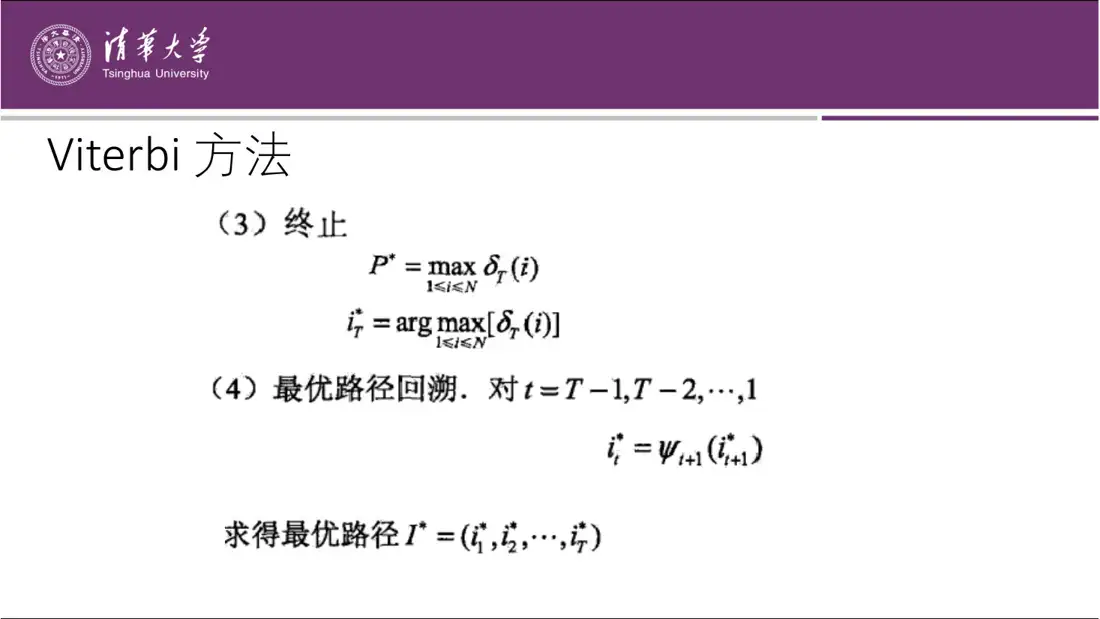 清华大学
Tsinghua University
Viterbi 方法
（3）终止
P* = max δ_T(i)
1≤i≤N
i*_T = arg max[δ_T(i)]
1≤i≤N
（4）最优路径回溯．对 t = T −1, T − 2, ⋯, 1
i*_t = ψ_{t+1}(i*_{t+1})
求得最优路径 I* = (i*_1, i*_2, ⋯, i*_T)